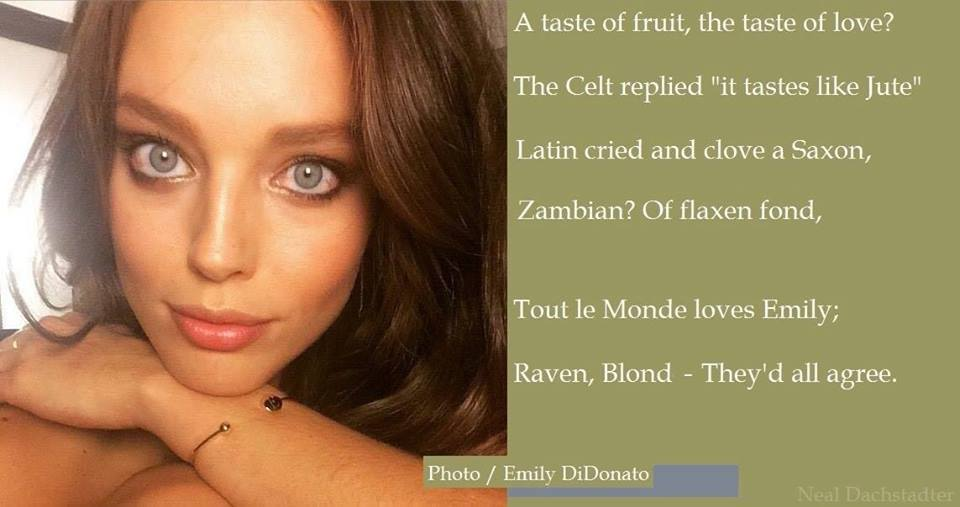 A taste of fruit, the taste of love?
The Celt replied "it tastes like Jute"
Latin cried and clove a Saxon,
Zambian? Of flaxen fond,
Tout le Monde loves Emily;
Raven, Blond - They'd all agree.
Photo / Emily DiDonato
Neal Dachstadter